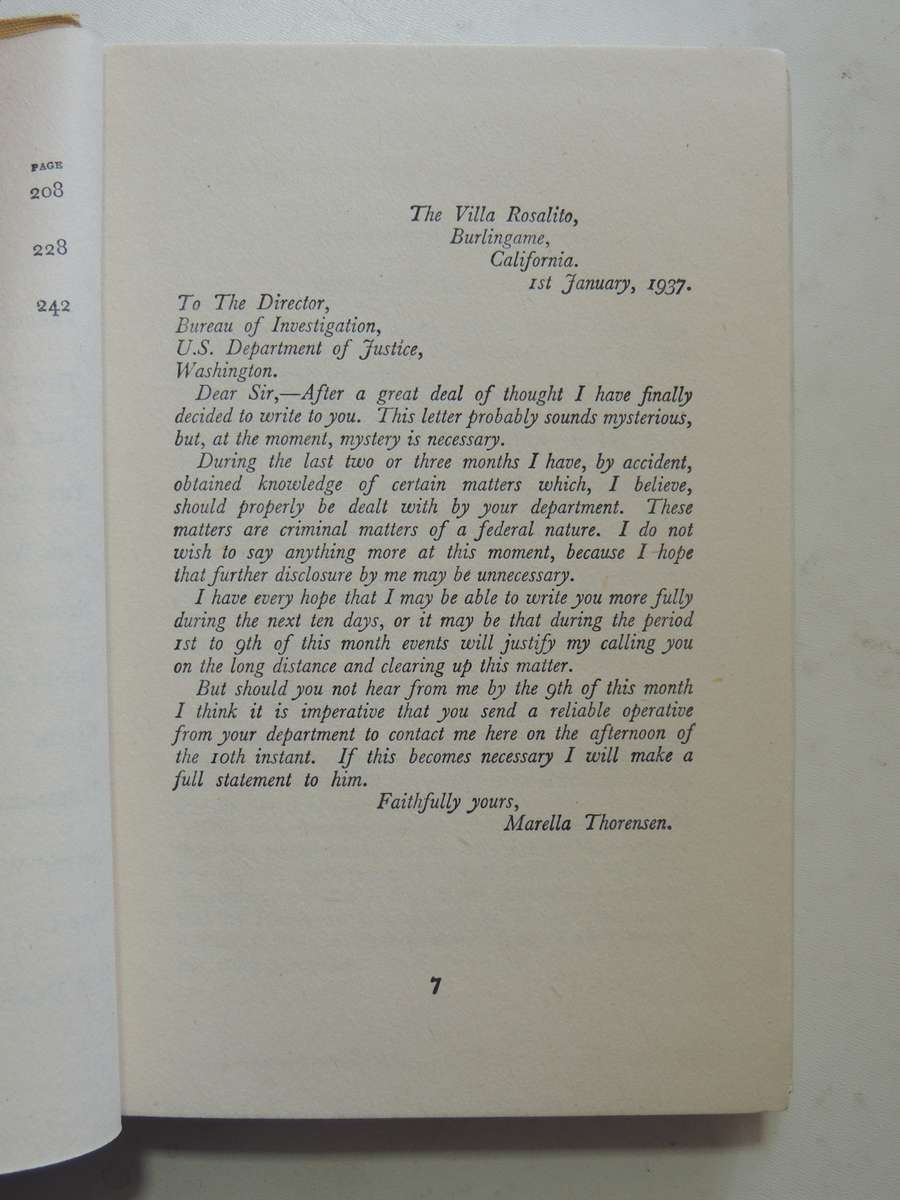 PAGE
208
228
242
The Villa Rosalito,
Burlingame,
California.
1st January, 1937.
To The Director,
Bureau of Investigation,
U.S. Department of Justice,
Washington.
Dear Sir,—After a great deal of thought I have finally
decided to write to you. This letter probably sounds mysterious,
but, at the moment, mystery is necessary.
During the last two or three months I have, by accident,
obtained knowledge of certain matters which, I believe,
should properly be dealt with by your department. These
matters are criminal matters of a federal nature. I do not
wish to say anything more at this moment, because I hope
that further disclosure by me may be unnecessary.
I have every hope that I may be able to write you more fully
during the next ten days, or it may be that during the period
1st to 9th of this month events will justify my calling you
on the long distance and clearing up this matter.
But should you not hear from me by the 9th of this month
I think it is imperative that you send a reliable operative
from your department to contact me here on the afternoon of
the 10th instant. If this becomes necessary I will make a
full statement to him.
Faithfully yours,
Marella Thorensen.
7